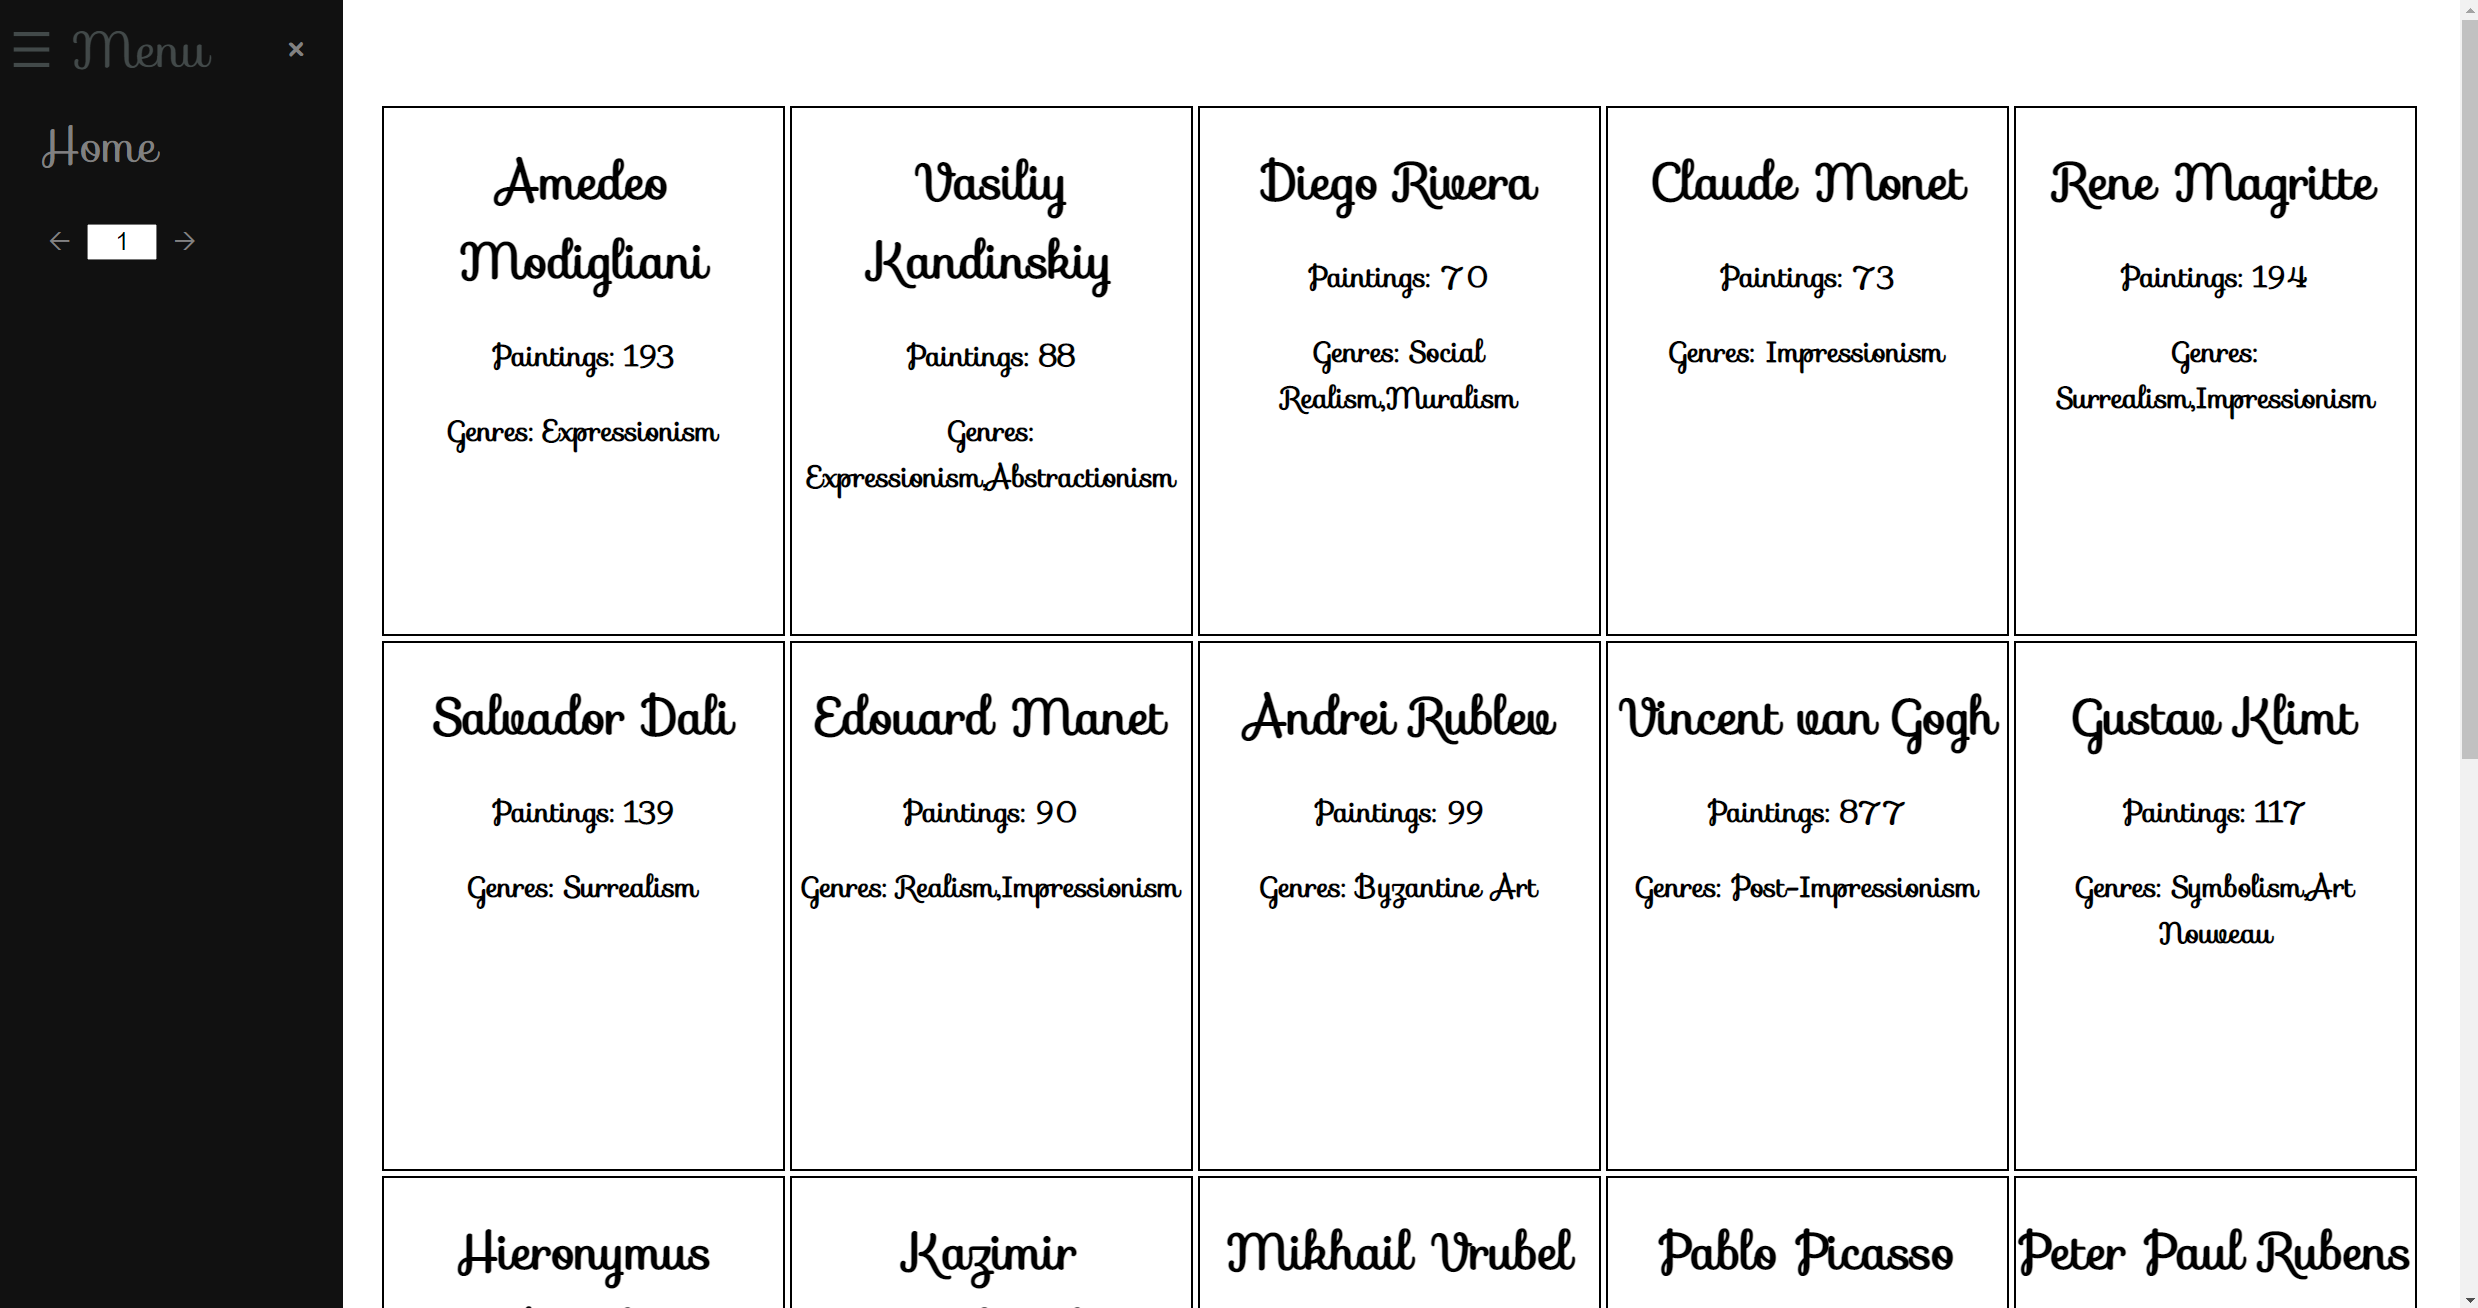 ☰ Menu ×
Home
← 1 →
Amedeo
Modigliani
Paintings: 193
Genres: Expressionism
Vasiliy
Kandinskiy
Paintings: 88
Genres:
Expressionism,Abstractionism
Diego Rivera
Paintings: 70
Genres: Social
Realism,Muralism
Claude Monet
Paintings: 73
Genres: Impressionism
Rene Magritte
Paintings: 194
Genres:
Surrealism,Impressionism
Salvador Dali
Paintings: 139
Genres: Surrealism
Edouard Manet
Paintings: 90
Genres: Realism,Impressionism
Andrei Rublev
Paintings: 99
Genres: Byzantine Art
Vincent van Gogh
Paintings: 877
Genres: Post-Impressionism
Gustav Klimt
Paintings: 117
Genres: Symbolism,Art
Nouveau
Hieronymus
Kazimir
Mikhail Vrubel
Pablo Picasso
Peter Paul Rubens